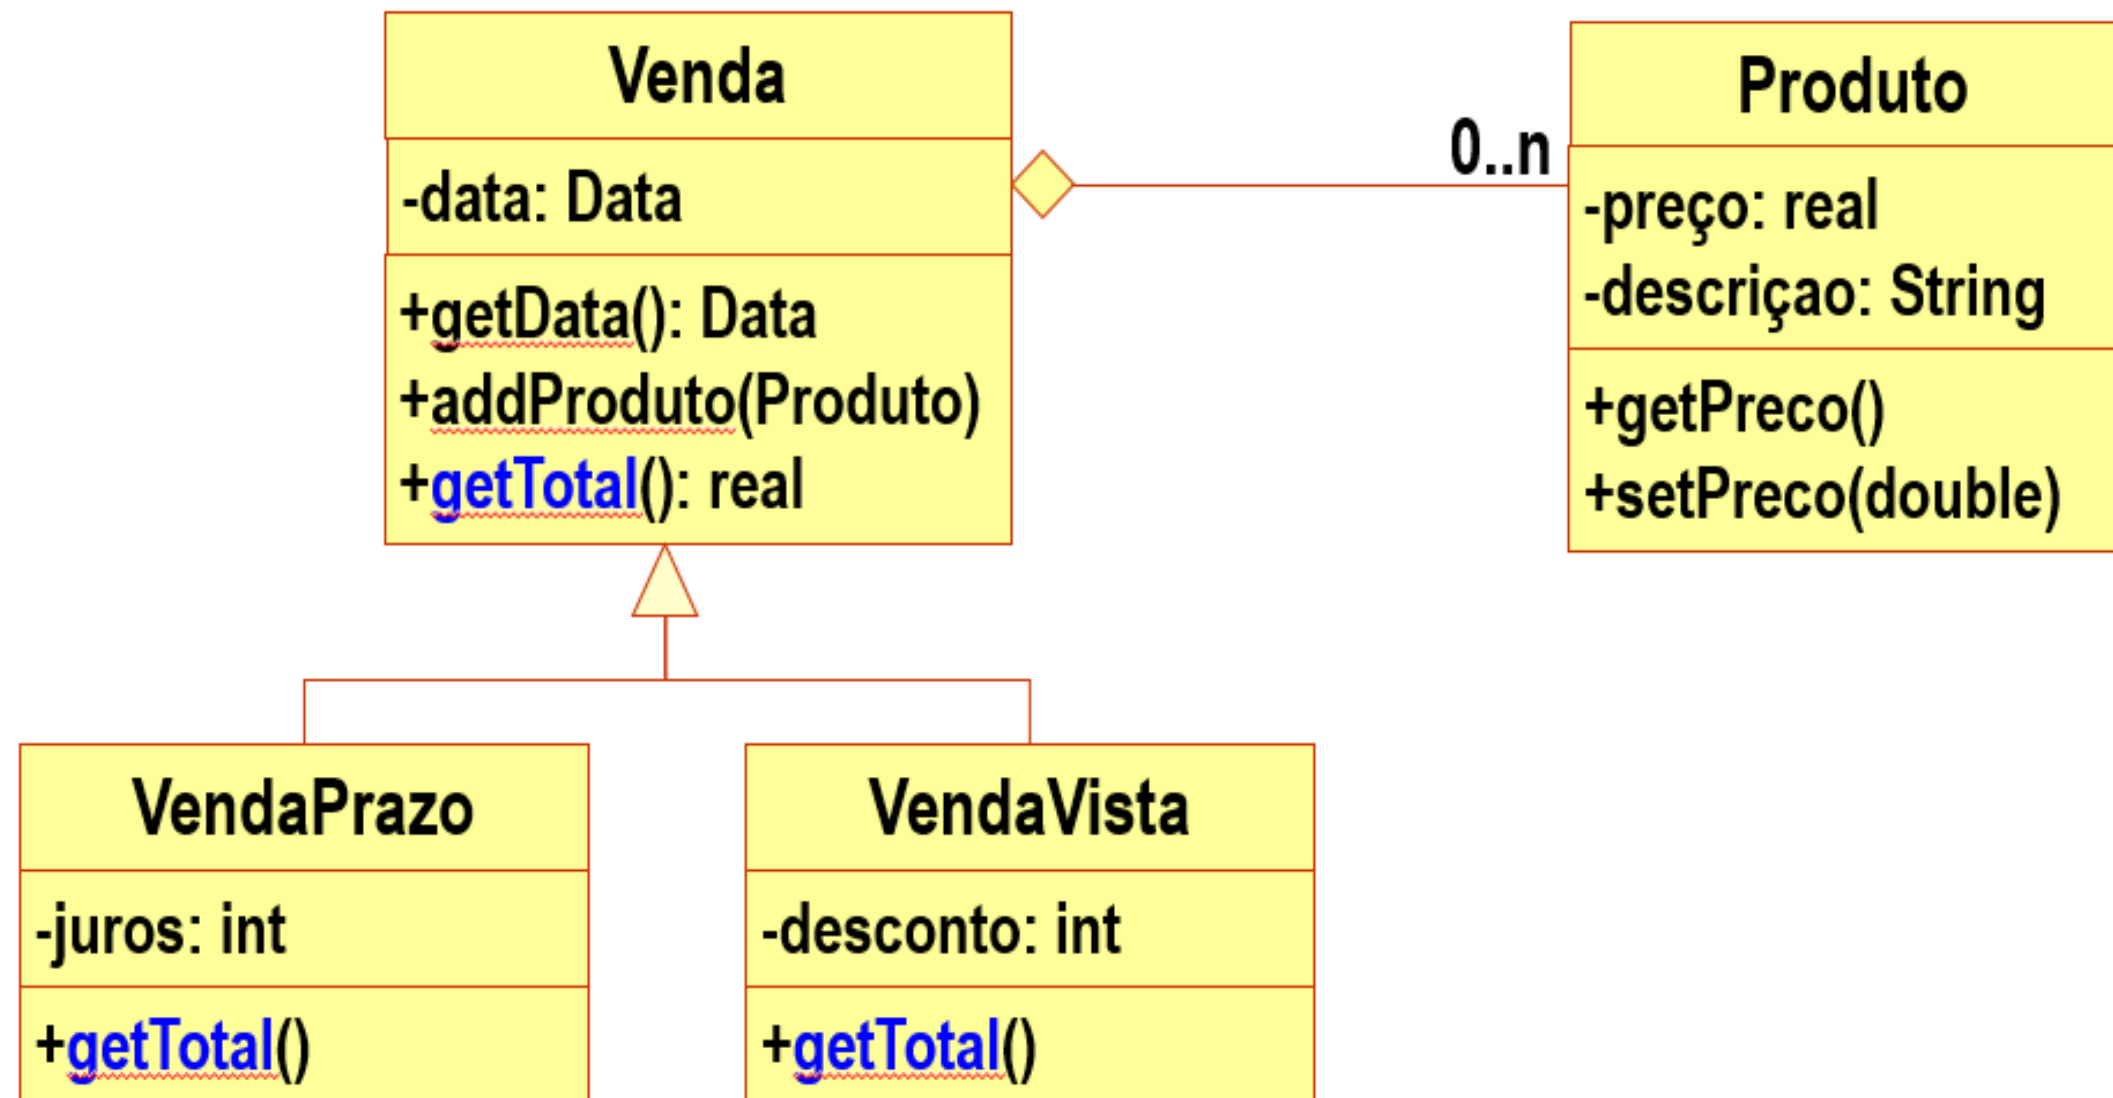 Venda
-data: Data
+getData(): Data
+addProduto(Produto)
+getTotal(): real
0..n
Produto
-preço: real
-descriçao: String
+getPreco()
+setPreco(double)
VendaPrazo
-juros: int
+getTotal()
VendaVista
-desconto: int
+getTotal()